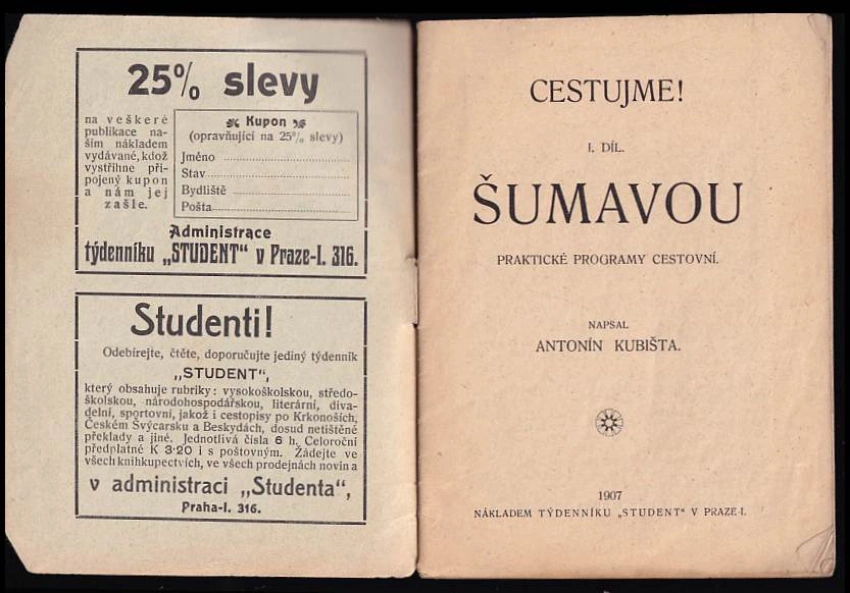 25% slevy
na veškeré
publikace na-
ším nákladem
vydávané, kdož
vystřihne při-
pojený kupon
a nám jej
zašle.
Kupon
(opravňující na 25% slevy)
Jméno
Stav
Bydliště
Pošta
Administrace
týdenníku „STUDENT“ v Praze-I. 316.
Studenti!
Odebírejte, čtěte, doporučujte jediný týdenník
„STUDENT“,
který obsahuje rubriky: vysokoškolskou, středo-
školskou, národohospodářskou, literární, diva-
delní, sportovní, jakož i cestopisy po Krkonoších,
Českém Švýcarsku a Beskydách, dosud netištěné
překlady a jiné. Jednotlivá čísla 6 h. Celoroční
předplatné K 3·20 i s poštovným. Žádejte ve
všech knihkupectvích, ve všech prodejnách novin a
v administraci „Studenta“,
Praha-I. 316.
CESTUJME!
I. DÍL.
ŠUMAVOU
PRAKTICKÉ PROGRAMY CESTOVNÍ.
NAPSAL
ANTONÍN KUBIŠTA.
1907
NÁKLADEM TÝDENNÍKU „STUDENT“ V PRAZE-I.